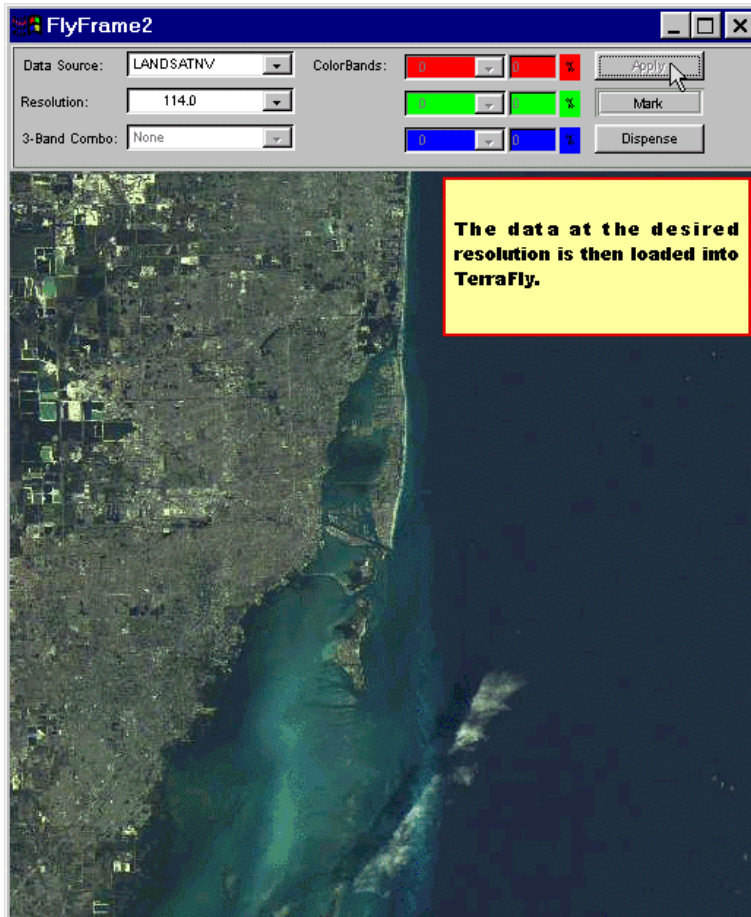 FlyFrame2
Data Source: LANDSATNV ColorBands: 0 0 % Apply
Resolution: 114.0 0 0 % Mark
3-Band Combo: None 0 0 % Dispense
The data at the desired
resolution is then loaded into
TerraFly.